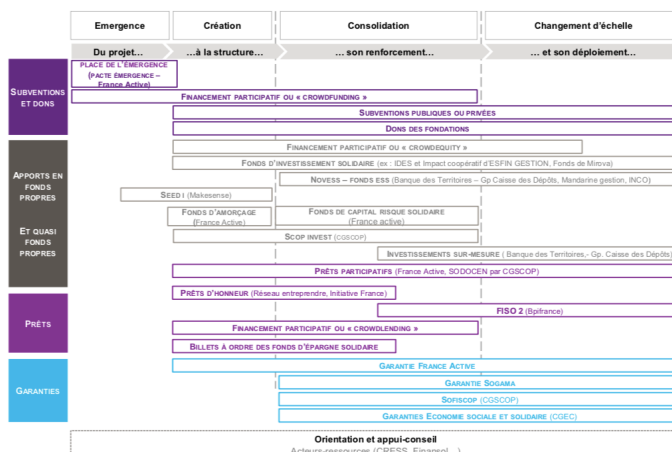 Emergence
Création
Consolidation
Changement d'échelle
Du projet…
…à la structure…
… son renforcement…
… et son déploiement…
SUBVENTIONS
ET DONS
PLACE DE L'ÉMERGENCE
(PACTE ÉMERGENCE –
France Active)
FINANCEMENT PARTICIPATIF OU « CROWDFUNDING »
SUBVENTIONS PUBLIQUES OU PRIVÉES
DONS DES FONDATIONS
APPORTS EN
FONDS
PROPRES
ET QUASI
FONDS
PROPRES
FINANCEMENT PARTICIPATIF OU « CROWDEQUITY »
FONDS D'INVESTISSEMENT SOLIDAIRE (ex : IDES et Impact coopératif d'ESFIN GESTION, Fonds de Mirova)
NOVESS – FONDS ESS (Banque des Territoires – Gp Caisse des Dépôts, Mandarine gestion, INCO)
SEED I (Makesense)
FONDS D'AMORÇAGE
(France Active)
FONDS DE CAPITAL RISQUE SOLIDAIRE
(France active)
SCOP INVEST (CGSCOP)
INVESTISSEMENTS SUR-MESURE ( Banque des Territoires,- Gp. Caisse des Dépôts)
PRÊTS PARTICIPATIFS (France Active, SODOCEN par CGSCOP)
PRÊTS
PRÊTS D'HONNEUR (Réseau entreprendre, Initiative France)
FISO 2 (Bpifrance)
FINANCEMENT PARTICIPATIF OU « CROWDLENDING »
BILLETS À ORDRE DES FONDS D'ÉPARGNE SOLIDAIRE
GARANTIES
GARANTIE FRANCE ACTIVE
GARANTIE SOGAMA
SOFISCOP (CGSCOP)
GARANTIES ECONOMIE SOCIALE ET SOLIDAIRE (CGEC)
Orientation et appui-conseil
Acteurs-ressources (CRESS, Finansol…)